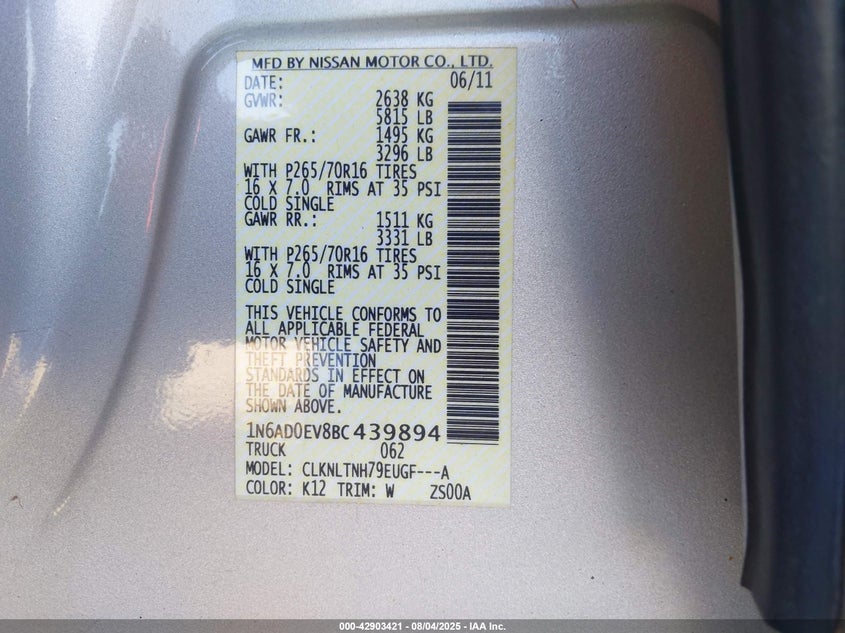 MFD BY NISSAN MOTOR CO., LTD.
DATE: 06/11
GVWR: 2638 KG
5815 LB
GAWR FR.: 1495 KG
3296 LB
WITH P265/70R16 TIRES
16 X 7.0 RIMS AT 35 PSI
COLD SINGLE
GAWR RR.: 1511 KG
3331 LB
WITH P265/70R16 TIRES
16 X 7.0 RIMS AT 35 PSI
COLD SINGLE
THIS VEHICLE CONFORMS TO
ALL APPLICABLE FEDERAL
MOTOR VEHICLE SAFETY AND
THEFT PREVENTION
STANDARDS IN EFFECT ON
THE DATE OF MANUFACTURE
SHOWN ABOVE.
1N6AD0EV8BC439894
TRUCK 062
MODEL: CLKNLTNH79EUGF---A
COLOR: K12 TRIM: W ZS00A
000-42903421 - 08/04/2025 - IAA Inc.